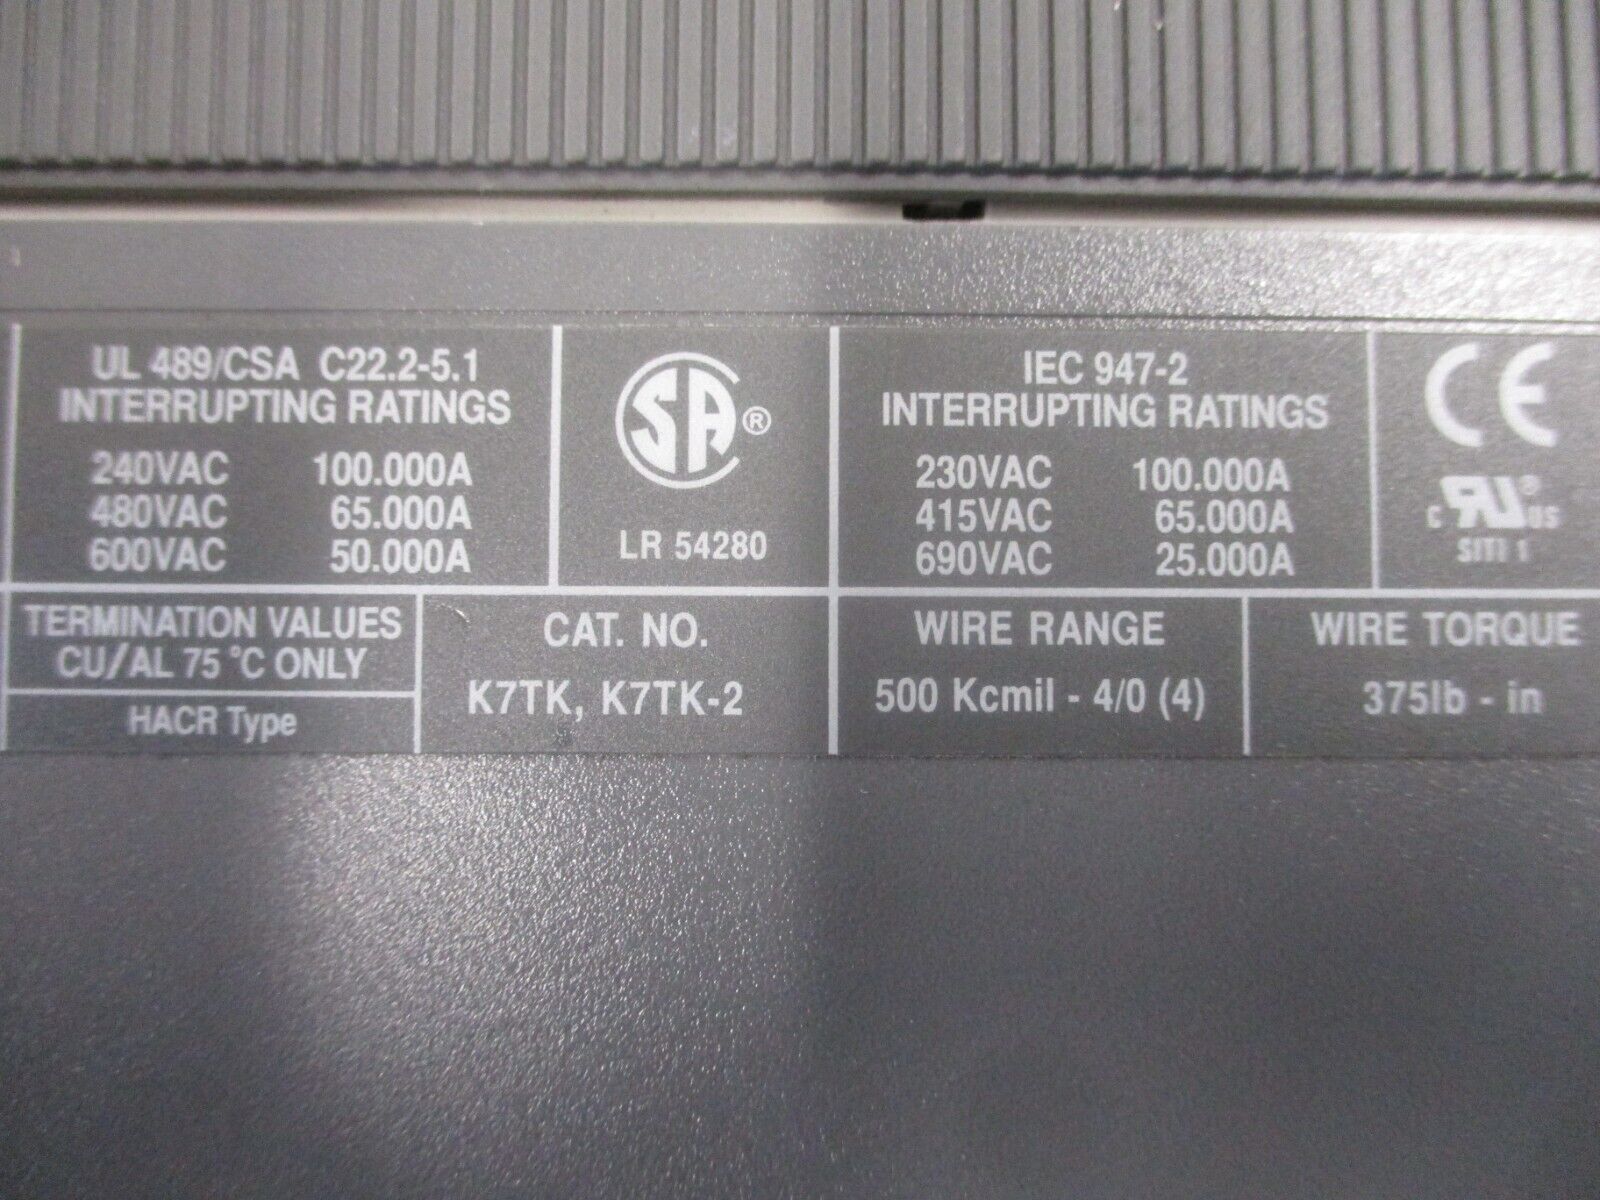 UL 489/CSA C22.2-5.1
INTERRUPTING RATINGS
240VAC 100.000A
480VAC 65.000A
600VAC 50.000A
SA ®
LR 54280
IEC 947-2
INTERRUPTING RATINGS
230VAC 100.000A
415VAC 65.000A
690VAC 25.000A
CE
C RU ® US
SITI 1
TERMINATION VALUES
CU/AL 75 °C ONLY
HACR Type
CAT. NO.
K7TK, K7TK-2
WIRE RANGE
500 Kcmil - 4/0 (4)
WIRE TORQUE
375lb - in